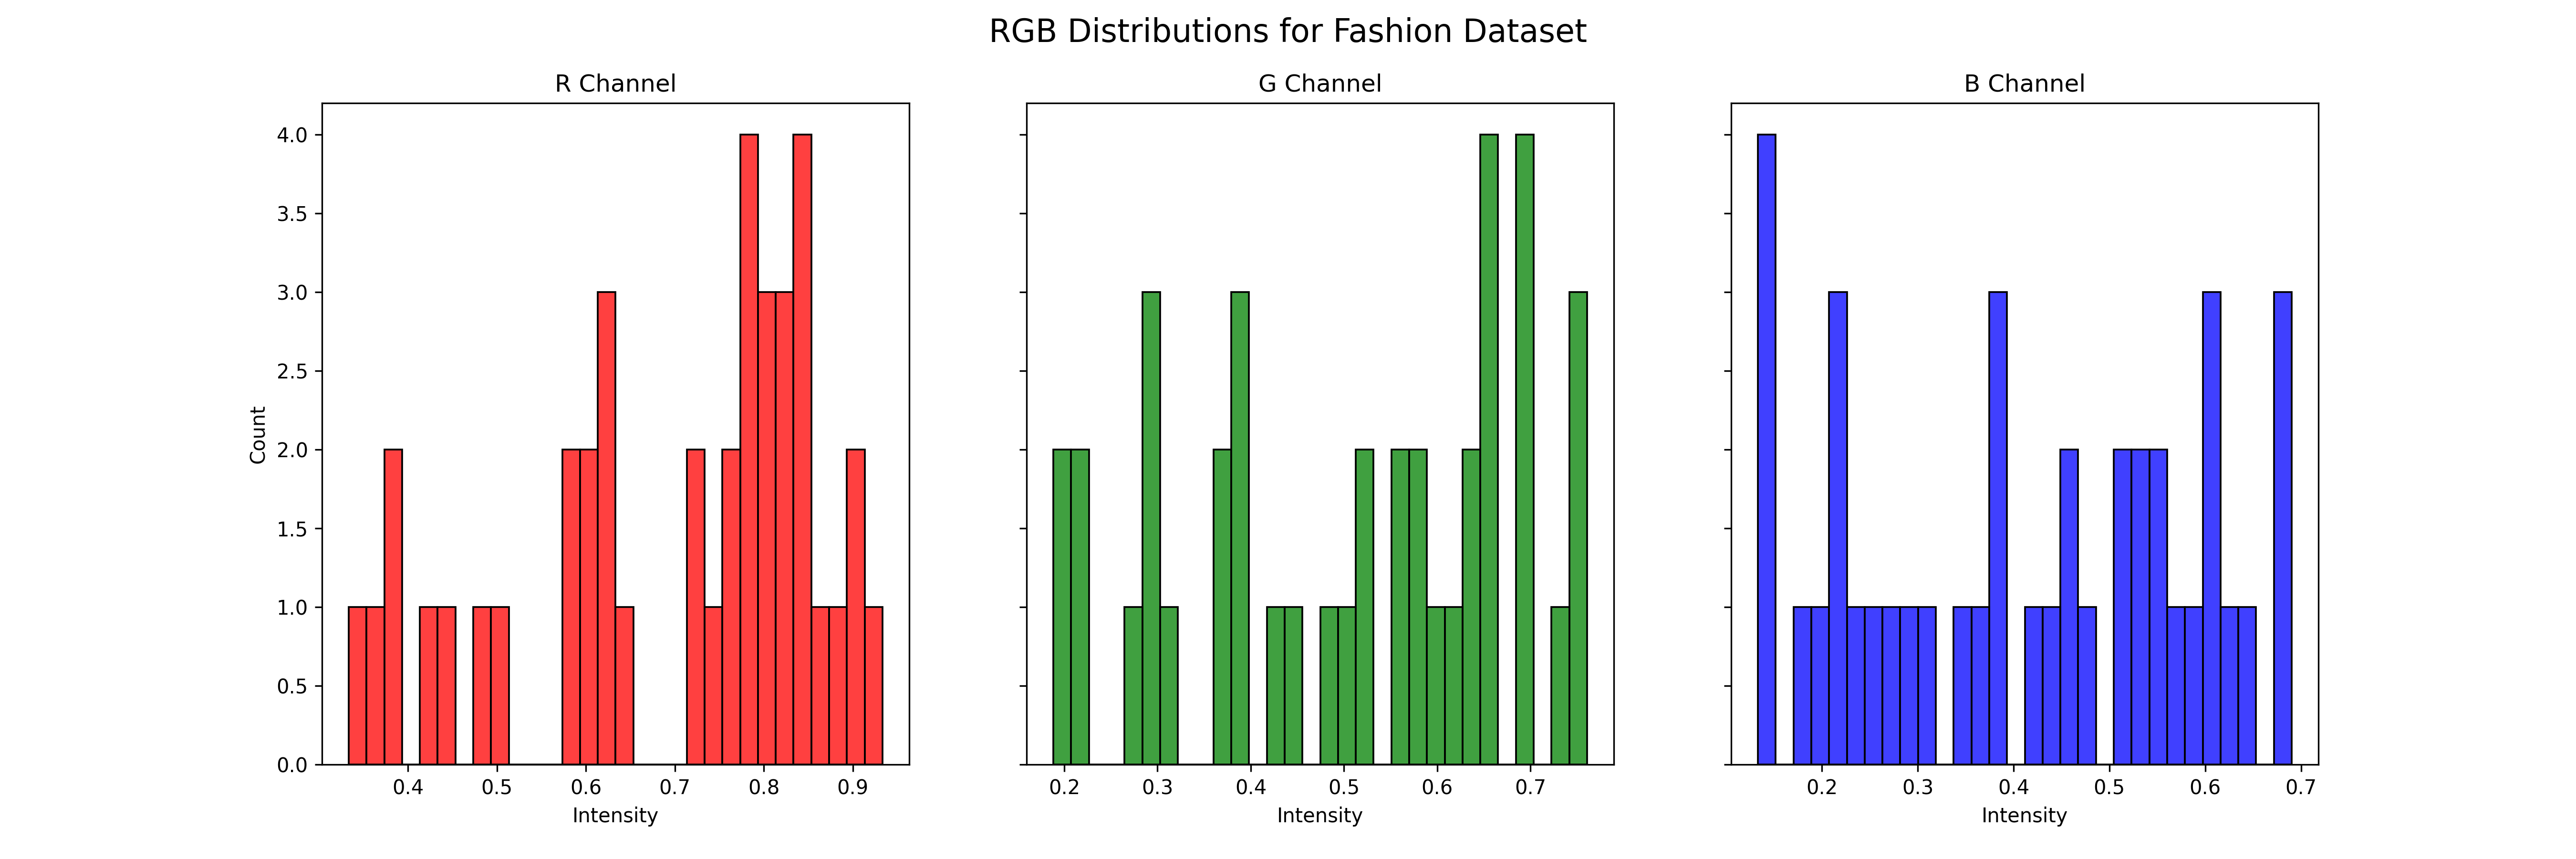 RGB Distributions for Fashion Dataset
R Channel
G Channel
B Channel
4.0
3.5
3.0
2.5
2.0
1.5
1.0
0.5
0.0
Count
0.4 0.5 0.6 0.7 0.8 0.9
0.2 0.3 0.4 0.5 0.6 0.7
0.2 0.3 0.4 0.5 0.6 0.7
Intensity
Intensity
Intensity